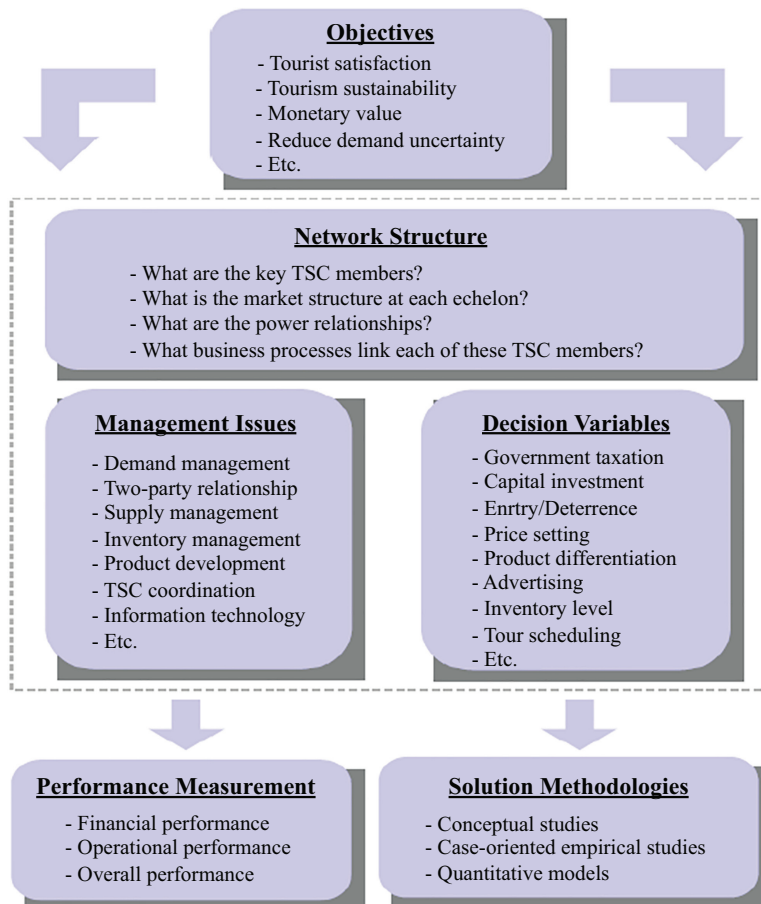 Objectives
- Tourist satisfaction
- Tourism sustainability
- Monetary value
- Reduce demand uncertainty
- Etc.
Network Structure
- What are the key TSC members?
- What is the market structure at each echelon?
- What are the power relationships?
- What business processes link each of these TSC members?
Management Issues
- Demand management
- Two-party relationship
- Supply management
- Inventory management
- Product development
- TSC coordination
- Information technology
- Etc.
Decision Variables
- Government taxation
- Capital investment
- Enrtry/Deterrence
- Price setting
- Product differentiation
- Advertising
- Inventory level
- Tour scheduling
- Etc.
Performance Measurement
- Financial performance
- Operational performance
- Overall performance
Solution Methodologies
- Conceptual studies
- Case-oriented empirical studies
- Quantitative models